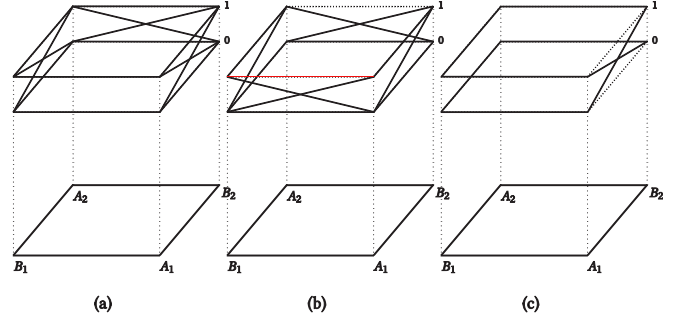 1 1 1
0 0 0
A₂ B₂ A₂ B₂ A₂ B₂
B₁ A₁ B₁ A₁ B₁ A₁
(a) (b) (c)